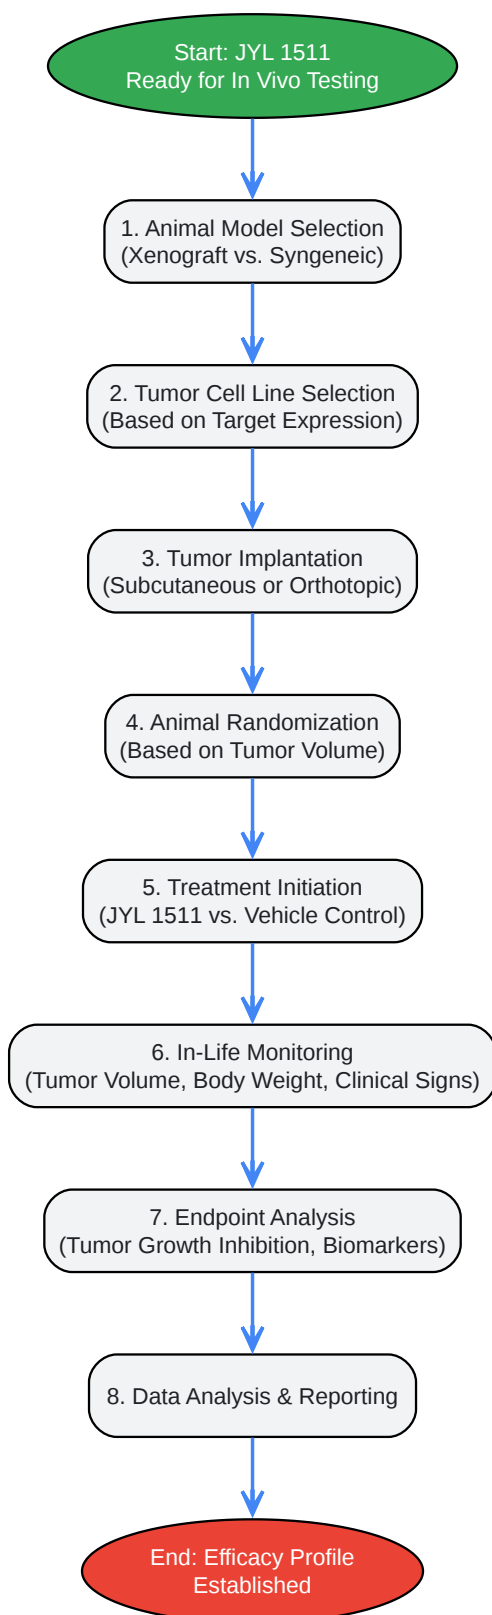 Start: JYL 1511
Ready for In Vivo Testing
1. Animal Model Selection
(Xenograft vs. Syngeneic)
2. Tumor Cell Line Selection
(Based on Target Expression)
3. Tumor Implantation
(Subcutaneous or Orthotopic)
4. Animal Randomization
(Based on Tumor Volume)
5. Treatment Initiation
(JYL 1511 vs. Vehicle Control)
6. In-Life Monitoring
(Tumor Volume, Body Weight, Clinical Signs)
7. Endpoint Analysis
(Tumor Growth Inhibition, Biomarkers)
8. Data Analysis & Reporting
End: Efficacy Profile
Established